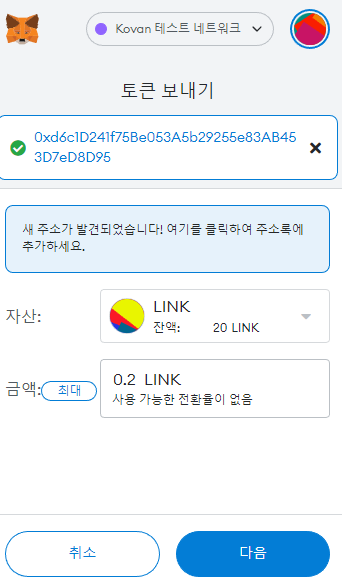 Kovan 테스트 네트워크
토큰 보내기
0xd6c1D241f75Be053A5b29255e83AB45
3D7eD8D95
새 주소가 발견되었습니다! 여기를 클릭하여 주소록에
추가하세요.
자산:
LINK
잔액: 20 LINK
금액: 최대
0.2 LINK
사용 가능한 전환율이 없음
취소
다음